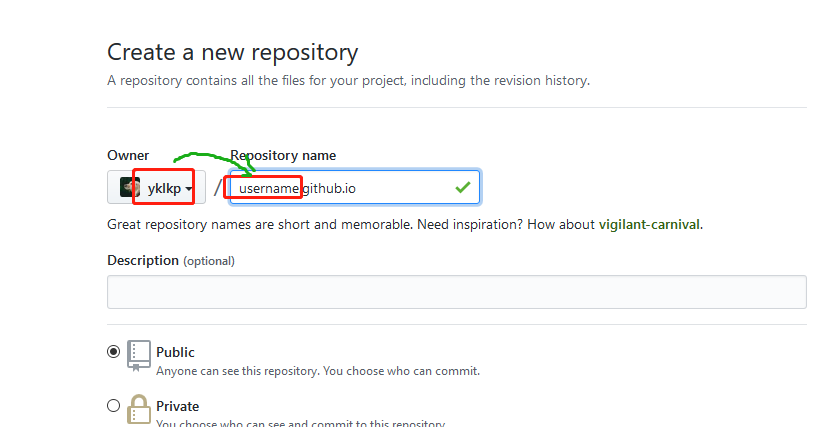 Create a new repository
A repository contains all the files for your project, including the revision history.
Owner
Repository name
yklkp
/
username.github.io
Great repository names are short and memorable. Need inspiration? How about vigilant-carnival.
Description (optional)
Public
Anyone can see this repository. You choose who can commit.
Private
You choose who can see and commit to this repository.